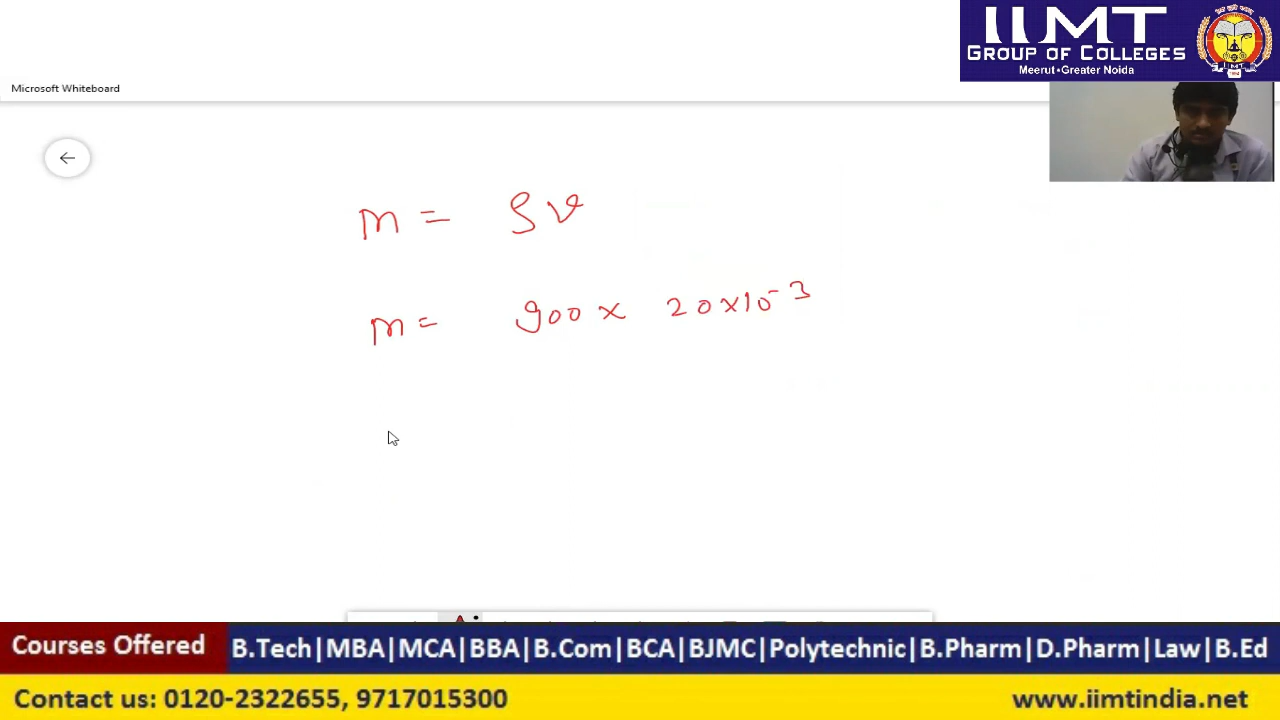 IIMT
GROUP OF COLLEGES
Meerut•Greater Noida
Microsoft Whiteboard
m = ρv
m = 900 × 20×10⁻³
Courses Offered
B.Tech|MBA|MCA|BBA|B.Com|BCA|BJMC|Polytechnic|B.Pharm|D.Pharm|Law|B.Ed
Contact us: 0120-2322655, 9717015300
www.iimtindia.net